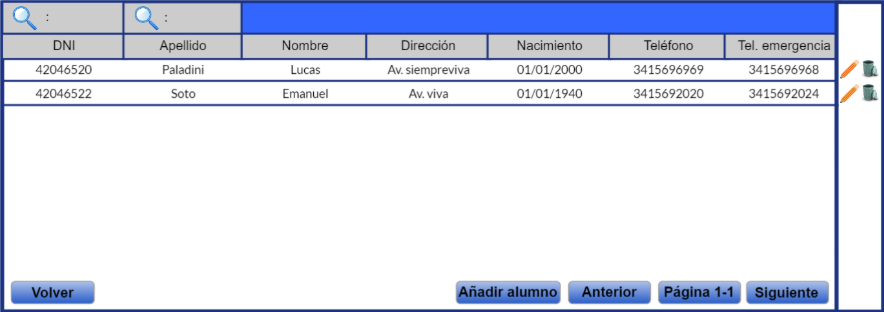 : :
DNI Apellido Nombre Dirección Nacimiento Teléfono Tel. emergencia
42046520 Paladini Lucas Av. siempreviva 01/01/2000 3415696969 3415696968
42046522 Soto Emanuel Av. viva 01/01/1940 3415692020 3415692024
Volver Añadir alumno Anterior Página 1-1 Siguiente